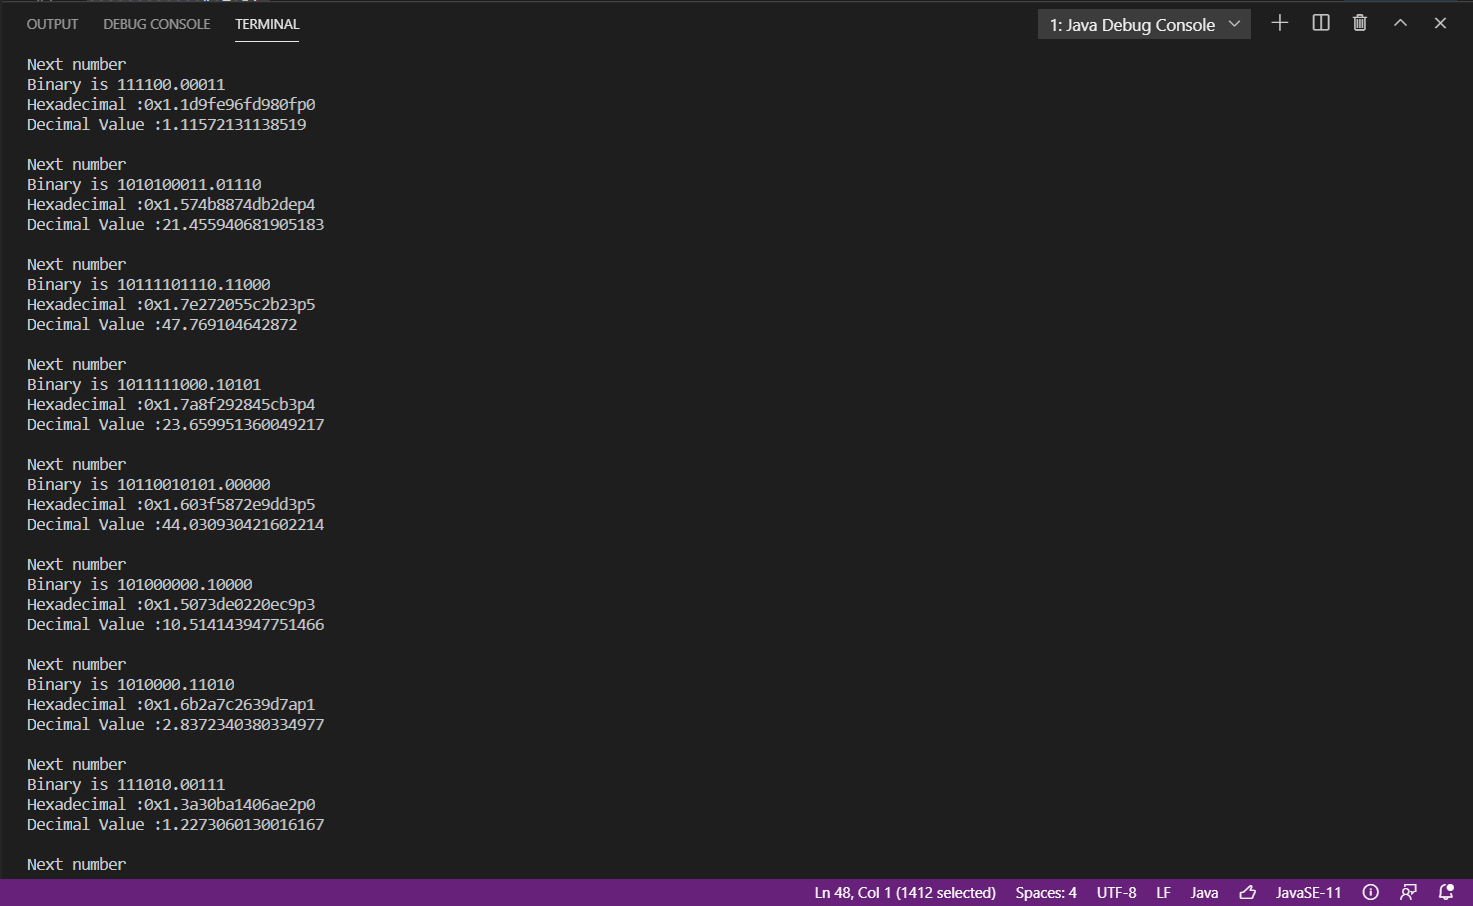 OUTPUT DEBUG CONSOLE TERMINAL 1: Java Debug Console
Next number
Binary is 111100.00011
Hexadecimal :0x1.1d9fe96fd980fp0
Decimal Value :1.11572131138519
Next number
Binary is 1010100011.01110
Hexadecimal :0x1.574b8874db2dep4
Decimal Value :21.455940681905183
Next number
Binary is 10111101110.11000
Hexadecimal :0x1.7e272055c2b23p5
Decimal Value :47.769104642872
Next number
Binary is 1011111000.10101
Hexadecimal :0x1.7a8f292845cb3p4
Decimal Value :23.659951360049217
Next number
Binary is 10110010101.00000
Hexadecimal :0x1.603f5872e9dd3p5
Decimal Value :44.030930421602214
Next number
Binary is 101000000.10000
Hexadecimal :0x1.5073de0220ec9p3
Decimal Value :10.514143947751466
Next number
Binary is 1010000.11010
Hexadecimal :0x1.6b2a7c2639d7ap1
Decimal Value :2.8372340380334977
Next number
Binary is 111010.00111
Hexadecimal :0x1.3a30ba1406ae2p0
Decimal Value :1.2273060130016167
Next number
Ln 48, Col 1 (1412 selected) Spaces: 4 UTF-8 LF Java JavaSE-11